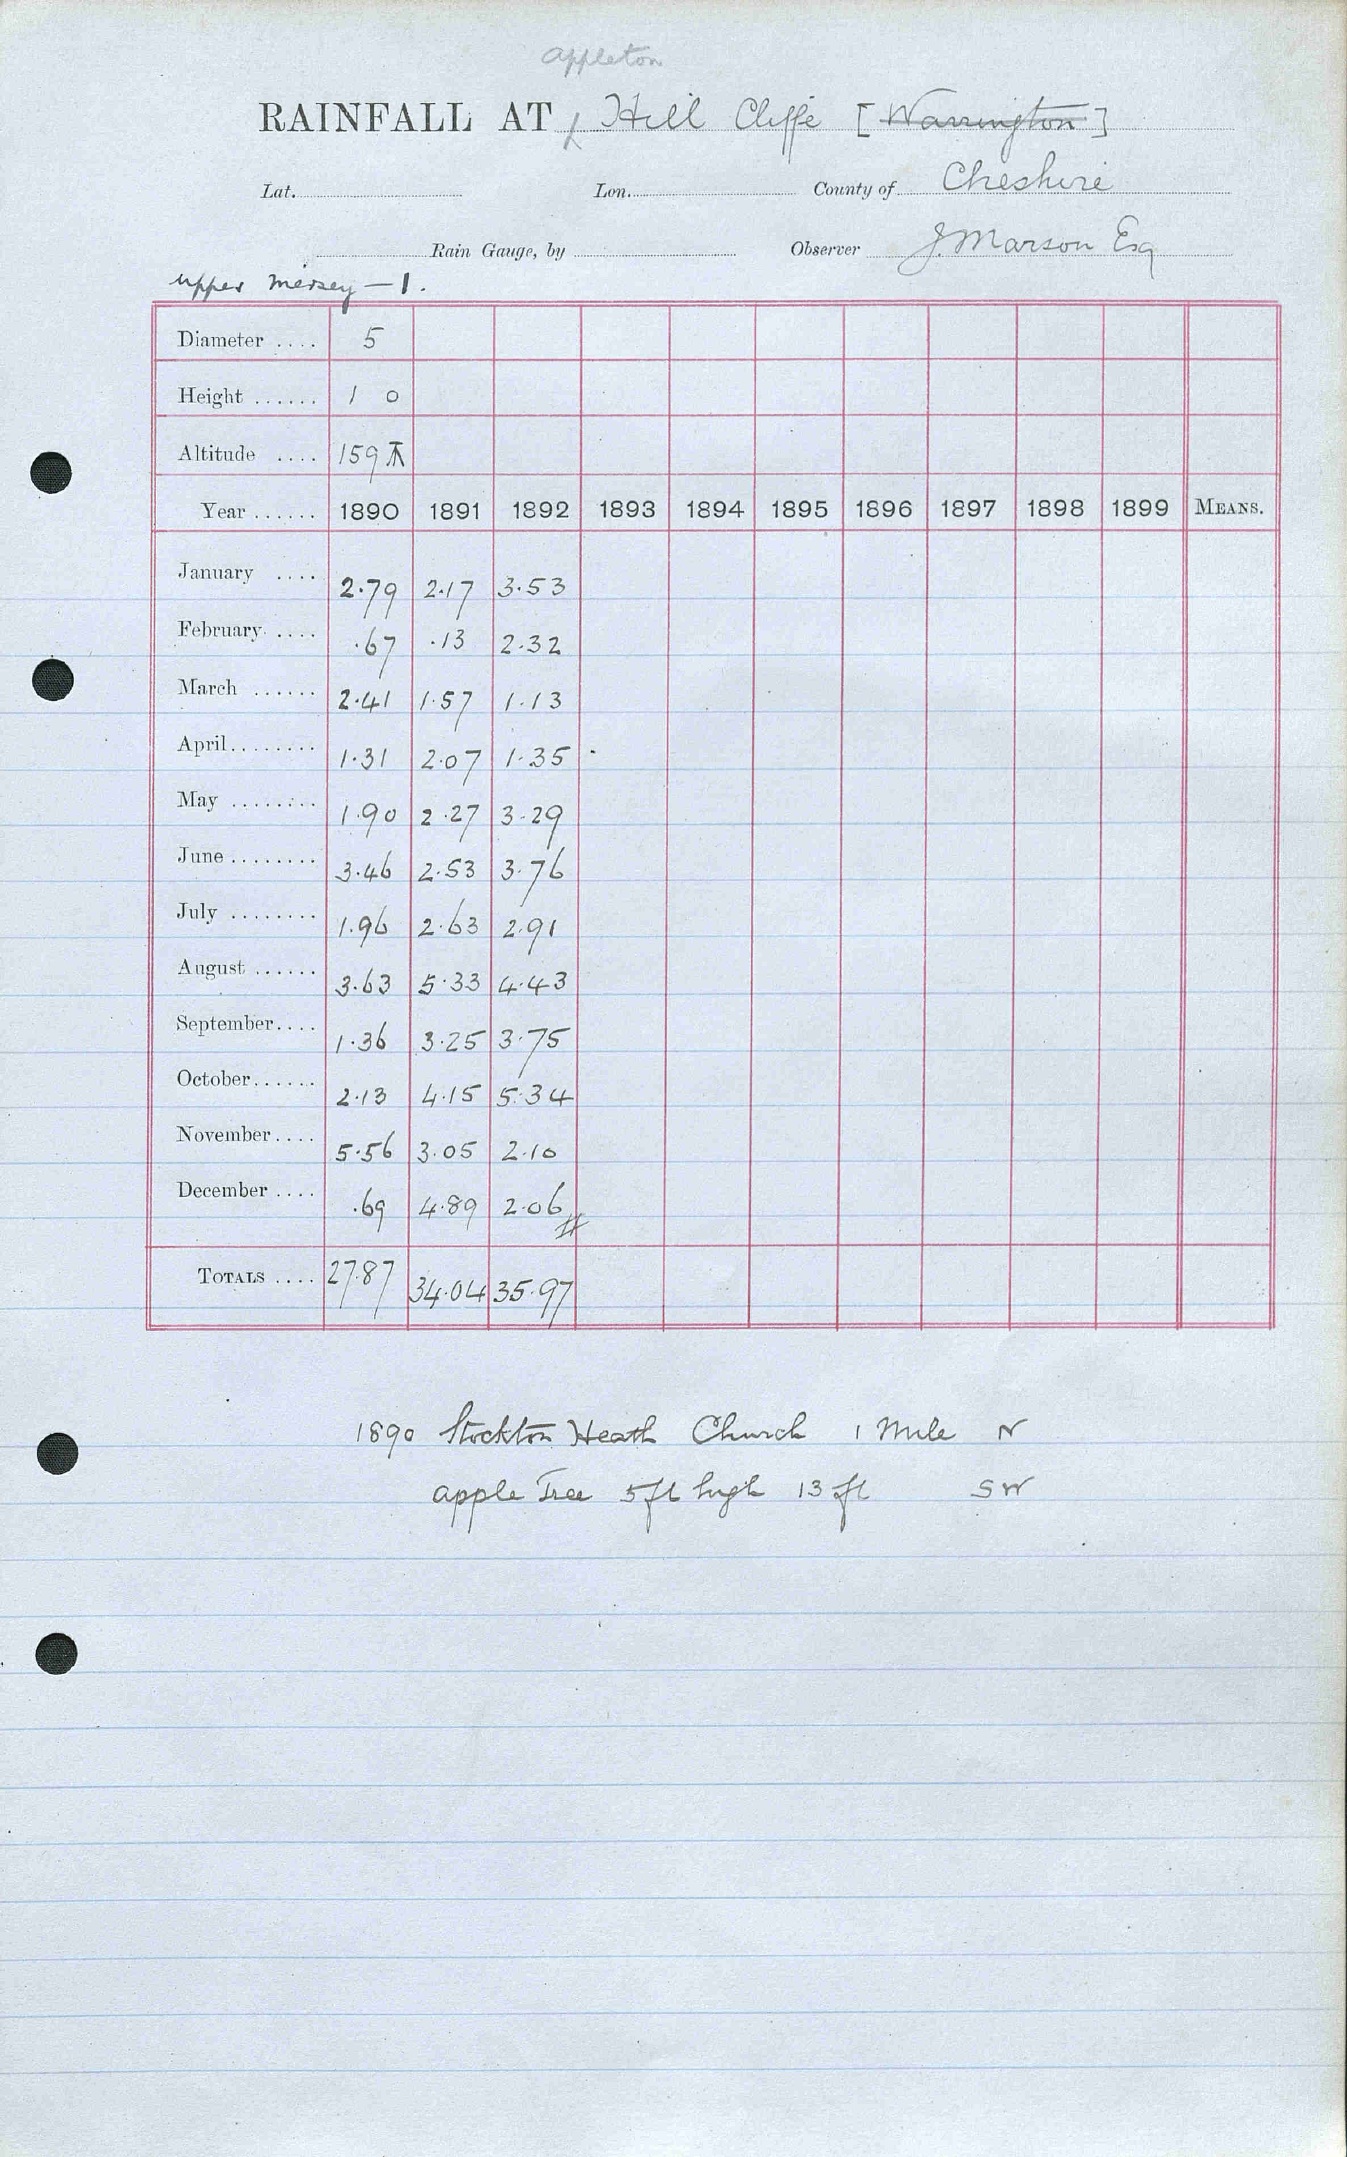 Appleton
RAINFALL AT Hill Cliffe [Warrington]
Lat. Lon. County of Cheshire
Rain Gauge, by Observer J. Marson Esq
Upper Mersey — 1.
Diameter .... 5
Height ...... 1 0
Altitude .... 159
Year ...... 1890 1891 1892 1893 1894 1895 1896 1897 1898 1899 MEANS.
January .... 2.79 2.17 3.53
February .... .67 .13 2.32
March ...... 2.41 1.57 1.13
April........ 1.31 2.07 1.35
May ........ 1.90 2.27 3.29
June ........ 3.46 2.53 3.76
July ........ 1.96 2.63 2.91
August ...... 3.63 5.33 4.43
September.... 1.36 3.25 3.75
October...... 2.13 4.15 5.34
November.... 5.56 3.05 2.10
December .... .69 4.89 2.06
TOTALS .... 27.87 34.04 35.97
1890 Stockton Heath Church 1 Mile N
apple Tree 5ft high 13 ft SW